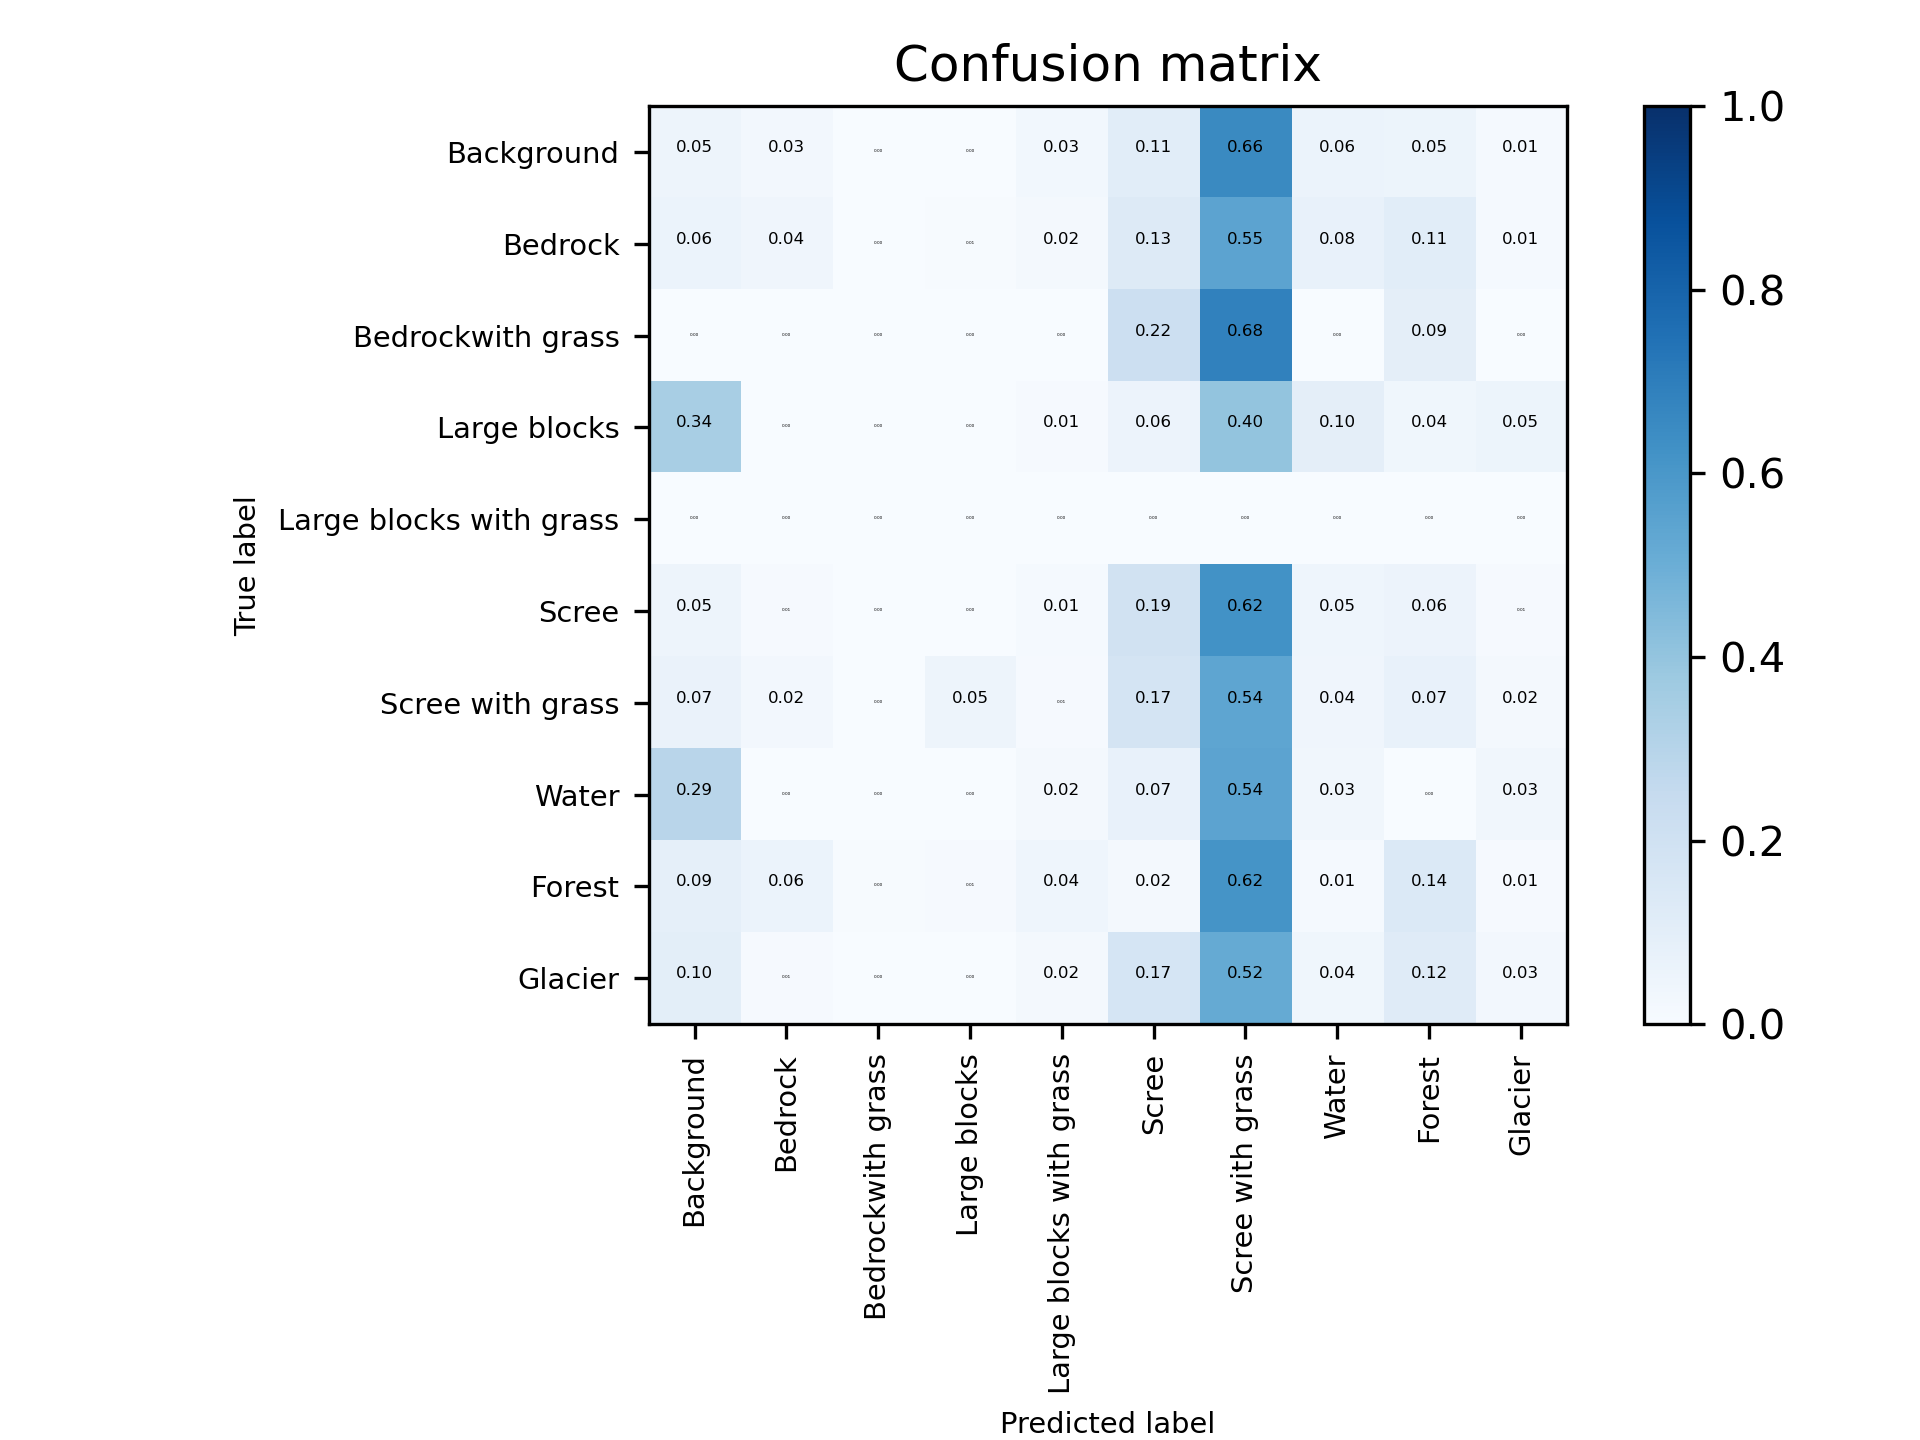 Confusion matrix
True label
Background 0.05 0.03 0.03 0.11 0.66 0.06 0.05 0.01
Bedrock 0.06 0.04 0.02 0.13 0.55 0.08 0.11 0.01
Bedrockwith grass 0.22 0.68 0.09
Large blocks 0.34 0.01 0.06 0.40 0.10 0.04 0.05
Large blocks with grass
Scree 0.05 0.01 0.19 0.62 0.05 0.06
Scree with grass 0.07 0.02 0.05 0.17 0.54 0.04 0.07 0.02
Water 0.29 0.02 0.07 0.54 0.03 0.03
Forest 0.09 0.06 0.04 0.02 0.62 0.01 0.14 0.01
Glacier 0.10 0.02 0.17 0.52 0.04 0.12 0.03
Background
Bedrock
Bedrockwith grass
Large blocks
Large blocks with grass
Scree
Scree with grass
Water
Forest
Glacier
Predicted label
1.0
0.8
0.6
0.4
0.2
0.0